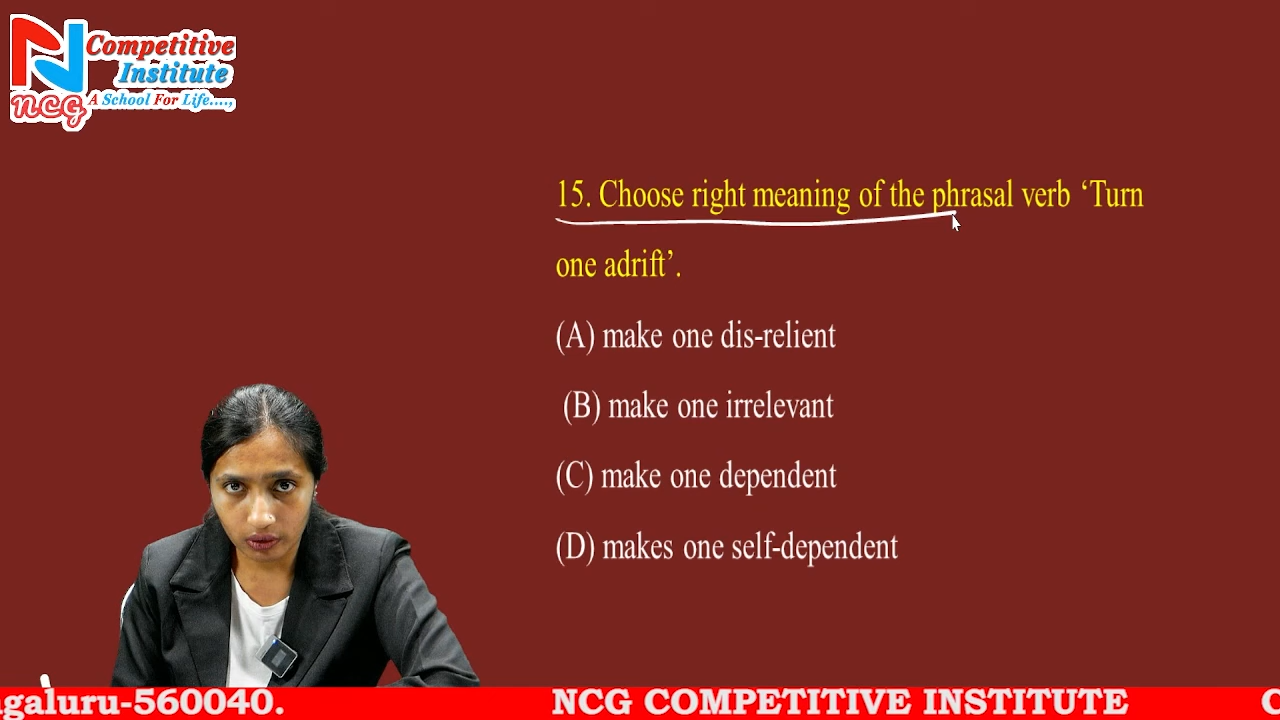 Competitive
Institute
NCG
A School For Life....,
15. Choose right meaning of the phrasal verb ‘Turn
one adrift’.
(A) make one dis-relient
(B) make one irrelevant
(C) make one dependent
(D) makes one self-dependent
galuru-560040.
NCG COMPETITIVE INSTITUTE